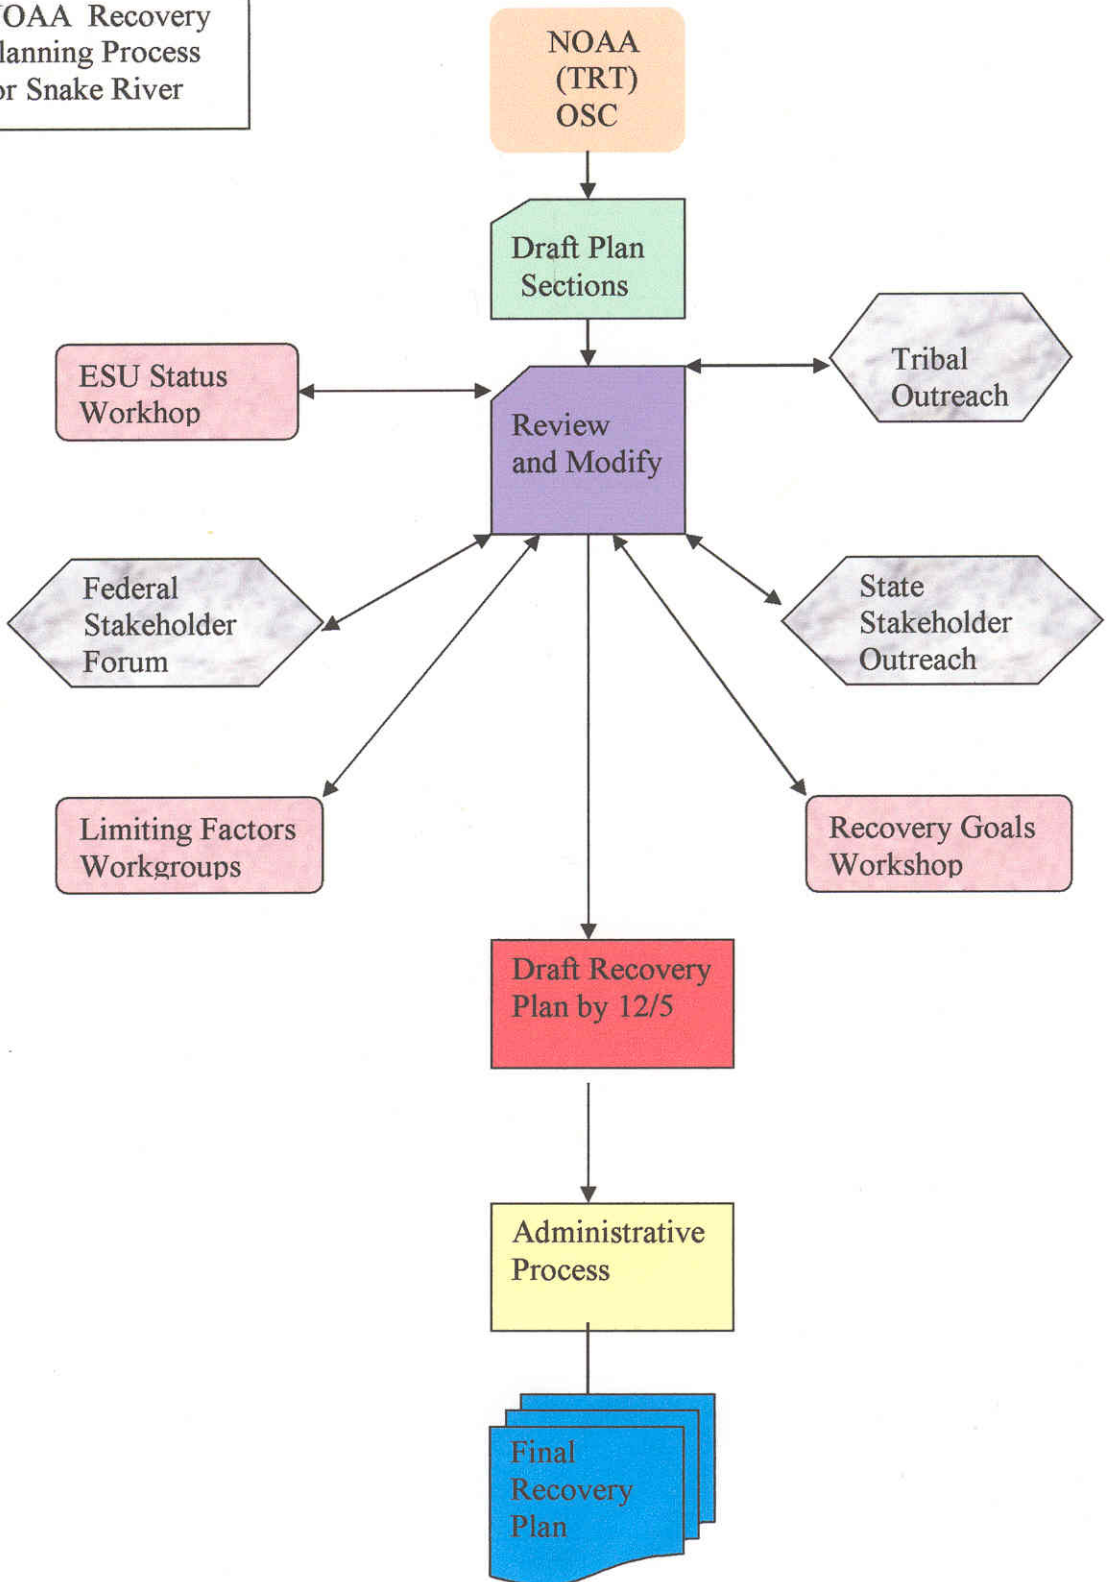 NOAA Recovery
Planning Process
or Snake River
NOAA
(TRT)
OSC
Draft Plan
Sections
Tribal
Outreach
ESU Status
Workhop
Review
and Modify
Federal
Stakeholder
Forum
State
Stakeholder
Outreach
Limiting Factors
Workgroups
Recovery Goals
Workshop
Draft Recovery
Plan by 12/5
Administrative
Process
Final
Recovery
Plan